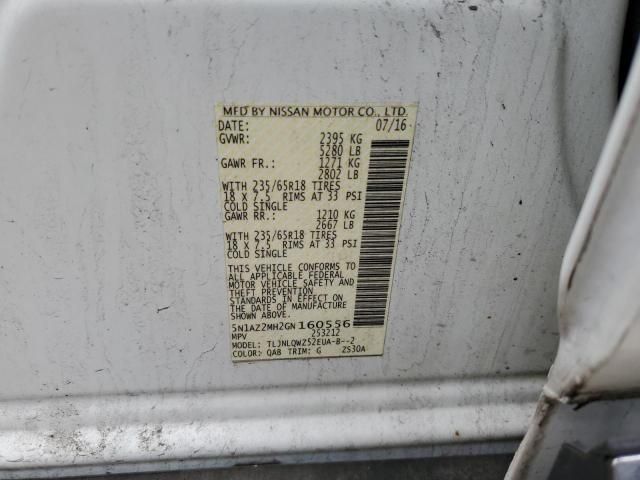 MFD BY NISSAN MOTOR CO., LTD.
DATE: 07/16
GVWR: 2395 KG
5280 LB
GAWR FR.: 1271 KG
2802 LB
WITH 235/65R18 TIRES
18 X 7.5 RIMS AT 33 PSI
COLD SINGLE
GAWR RR.: 1210 KG
2667 LB
WITH 235/65R18 TIRES
18 X 7.5 RIMS AT 33 PSI
COLD SINGLE
THIS VEHICLE CONFORMS TO
ALL APPLICABLE FEDERAL
MOTOR VEHICLE SAFETY AND
THEFT PREVENTION
STANDARDS IN EFFECT ON
THE DATE OF MANUFACTURE
SHOWN ABOVE.
5N1AZ2MH2GN160556
MPV 253212
MODEL: TLJNLQWZ52EUA-B--2
COLOR: QAB TRIM: G ZS30A